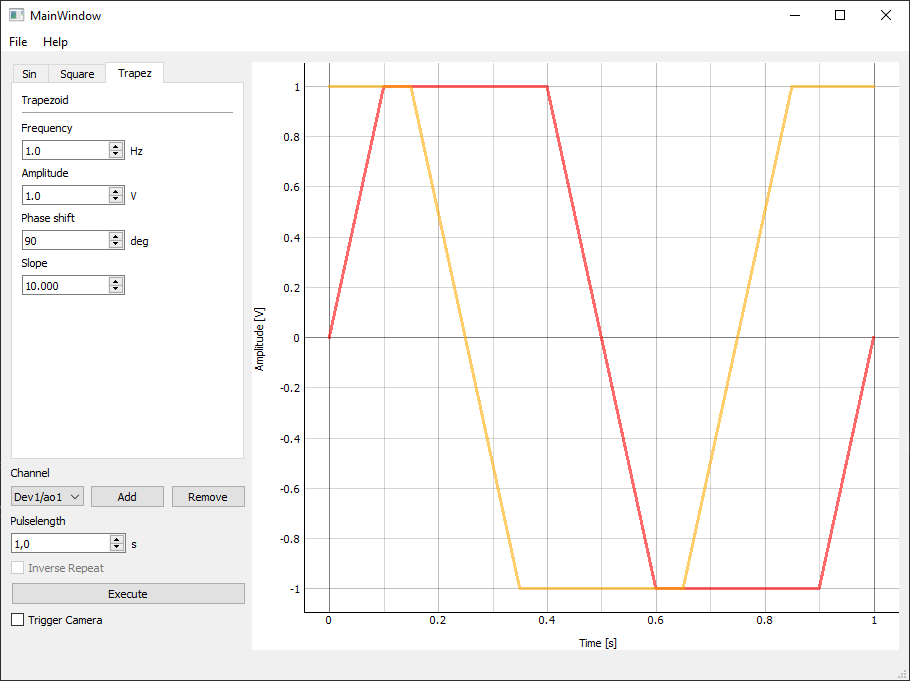 MainWindow
File Help
Sin Square Trapez
Trapezoid
Frequency
1.0 Hz
Amplitude
1.0 V
Phase shift
90 deg
Slope
10.000
Channel
Dev1/ao1 Add Remove
Pulselength
1,0 s
Inverse Repeat
Execute
Trigger Camera
Amplitude [V]
1
0.8
0.6
0.4
0.2
0
-0.2
-0.4
-0.6
-0.8
-1
0 0.2 0.4 0.6 0.8 1
Time [s]